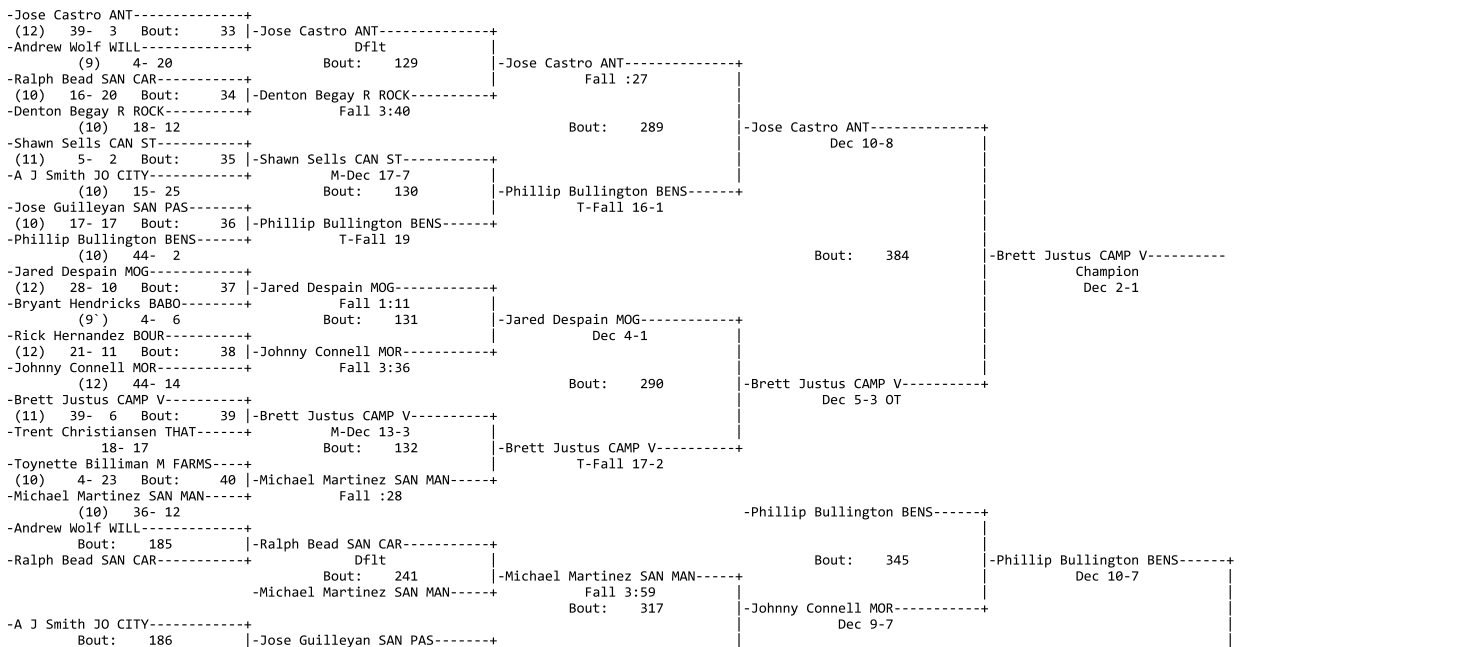 -Jose Castro ANT--------------+
(12)   39-  3   Bout:     33 |-Jose Castro ANT--------------+
-Andrew Wolf WILL-------------+             Dflt             |
(9)    4- 20                   Bout:    129          |-Jose Castro ANT--------------+
-Ralph Bead SAN CAR-----------+                              |           Fall :27           |
(10)   16- 20   Bout:     34 |-Denton Begay R ROCK----------+                              |
-Denton Begay R ROCK----------+           Fall 3:40                                         |
(10)   18- 12                                                 Bout:    289          |-Jose Castro ANT--------------+
-Shawn Sells CAN ST-----------+                                                             |           Dec 10-8           |
(11)    5-  2   Bout:     35 |-Shawn Sells CAN ST-----------+                              |                              |
-A J Smith JO CITY------------+          M-Dec 17-7          |                              |                              |
(10)   15- 25                  Bout:    130          |-Phillip Bullington BENS------+                              |
-Jose Guilleyan SAN PAS-------+                              |          T-Fall 16-1                                        |
(10)   17- 17   Bout:     36 |-Phillip Bullington BENS------+                                                             |
-Phillip Bullington BENS------+           T-Fall 19                                                                        |
(10)   44-  2                                                                                Bout:    384          |-Brett Justus CAMP V----------
-Jared Despain MOG------------+                                                                                            |           Champion
(12)   28- 10   Bout:     37 |-Jared Despain MOG------------+                                                             |            Dec 2-1
-Bryant Hendricks BABO--------+           Fall 1:11          |                                                             |
(9`)    4-  6                  Bout:    131          |-Jared Despain MOG------------+                              |
-Rick Hernandez BOUR----------+                              |            Dec 4-1           |                              |
(12)   21- 11   Bout:     38 |-Johnny Connell MOR-----------+                              |                              |
-Johnny Connell MOR-----------+           Fall 3:36                                         |                              |
(12)   44- 14                                                 Bout:    290          |-Brett Justus CAMP V----------+
-Brett Justus CAMP V----------+                                                             |          Dec 5-3 OT
(11)   39-  6   Bout:     39 |-Brett Justus CAMP V----------+                              |
-Trent Christiansen THAT------+          M-Dec 13-3          |                              |
18- 17                  Bout:    132          |-Brett Justus CAMP V----------+
-Toynette Billiman M FARMS----+                              |          T-Fall 17-2
(10)    4- 23   Bout:     40 |-Michael Martinez SAN MAN-----+
-Michael Martinez SAN MAN-----+           Fall :28
(10)   36- 12                                                                       -Phillip Bullington BENS------+
-Andrew Wolf WILL-------------+                                                                                            |
Bout:    185         |-Ralph Bead SAN CAR-----------+                                                             |
-Ralph Bead SAN CAR-----------+             Dflt             |                                       Bout:    345          |-Phillip Bullington BENS------+
Bout:    241          |-Michael Martinez SAN MAN-----+                              |           Dec 10-7           |
-Michael Martinez SAN MAN-----+           Fall 3:59          |                              |
Bout:    317          |-Johnny Connell MOR-----------+                              |
-A J Smith JO CITY------------+                                                             |            Dec 9-7                                          |
Bout:    186         |-Jose Guilleyan SAN PAS-------+                              |                                                             |